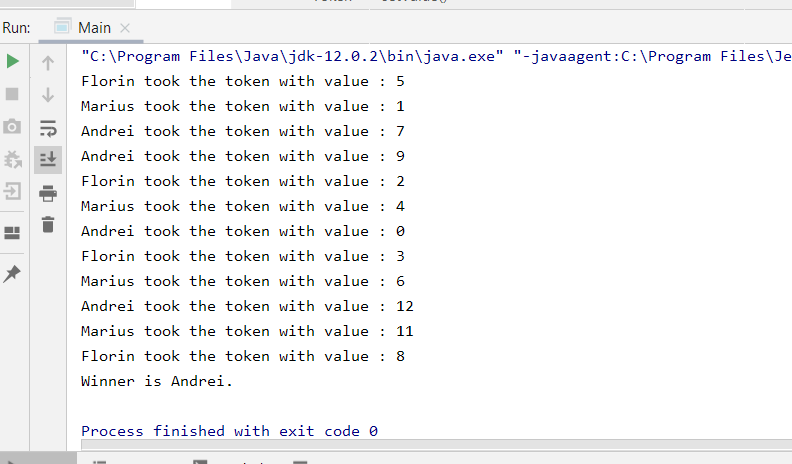 Run:
Main
"C:\Program Files\Java\jdk-12.0.2\bin\java.exe" "-javaagent:C:\Program Files\Je
Florin took the token with value : 5
Marius took the token with value : 1
Andrei took the token with value : 7
Andrei took the token with value : 9
Florin took the token with value : 2
Marius took the token with value : 4
Andrei took the token with value : 0
Florin took the token with value : 3
Marius took the token with value : 6
Andrei took the token with value : 12
Marius took the token with value : 11
Florin took the token with value : 8
Winner is Andrei.
Process finished with exit code 0